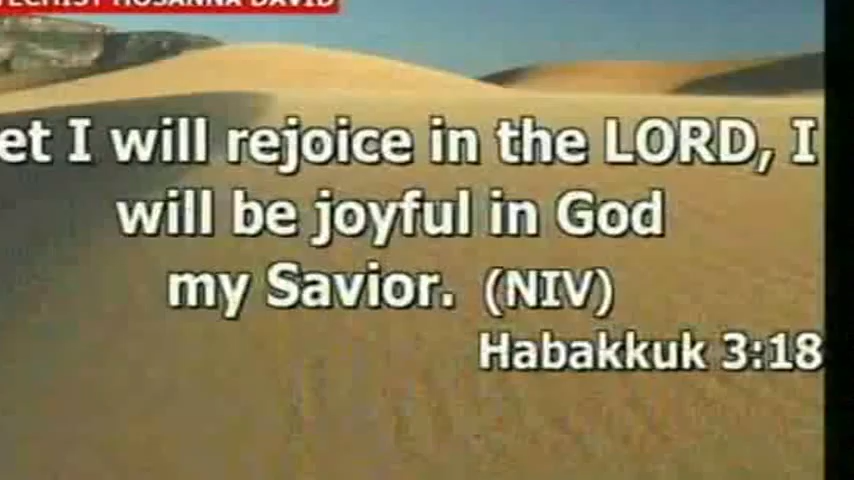 HOSANNA DAVID
et I will rejoice in the LORD, I
will be joyful in God
my Savior. (NIV)
Habakkuk 3:18